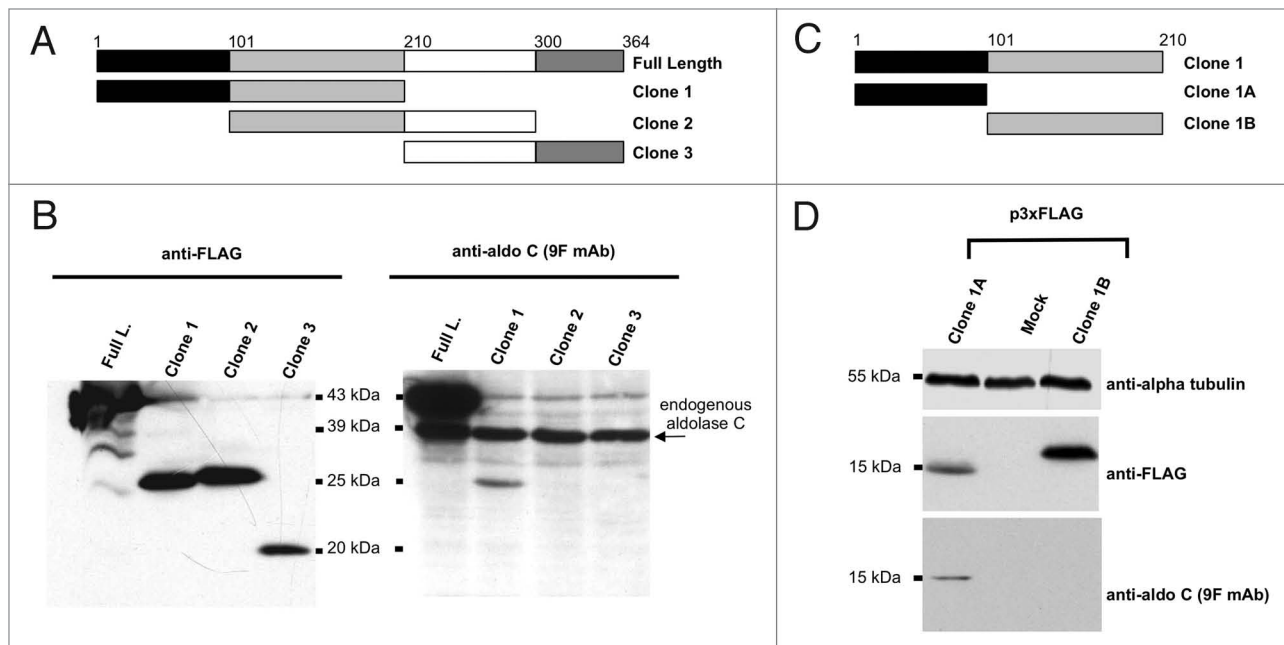 A
1 101 210 300 364
Full Length
Clone 1
Clone 2
Clone 3
B
anti-FLAG
anti-aldo C (9F mAb)
Full L.
Clone 1
Clone 2
Clone 3
Full L.
Clone 1
Clone 2
Clone 3
43 kDa
39 kDa
25 kDa
20 kDa
endogenous
aldolase C
C
1 101 210
Clone 1
Clone 1A
Clone 1B
D
p3xFLAG
Clone 1A
Mock
Clone 1B
55 kDa
anti-alpha tubulin
15 kDa
anti-FLAG
15 kDa
anti-aldo C (9F mAb)